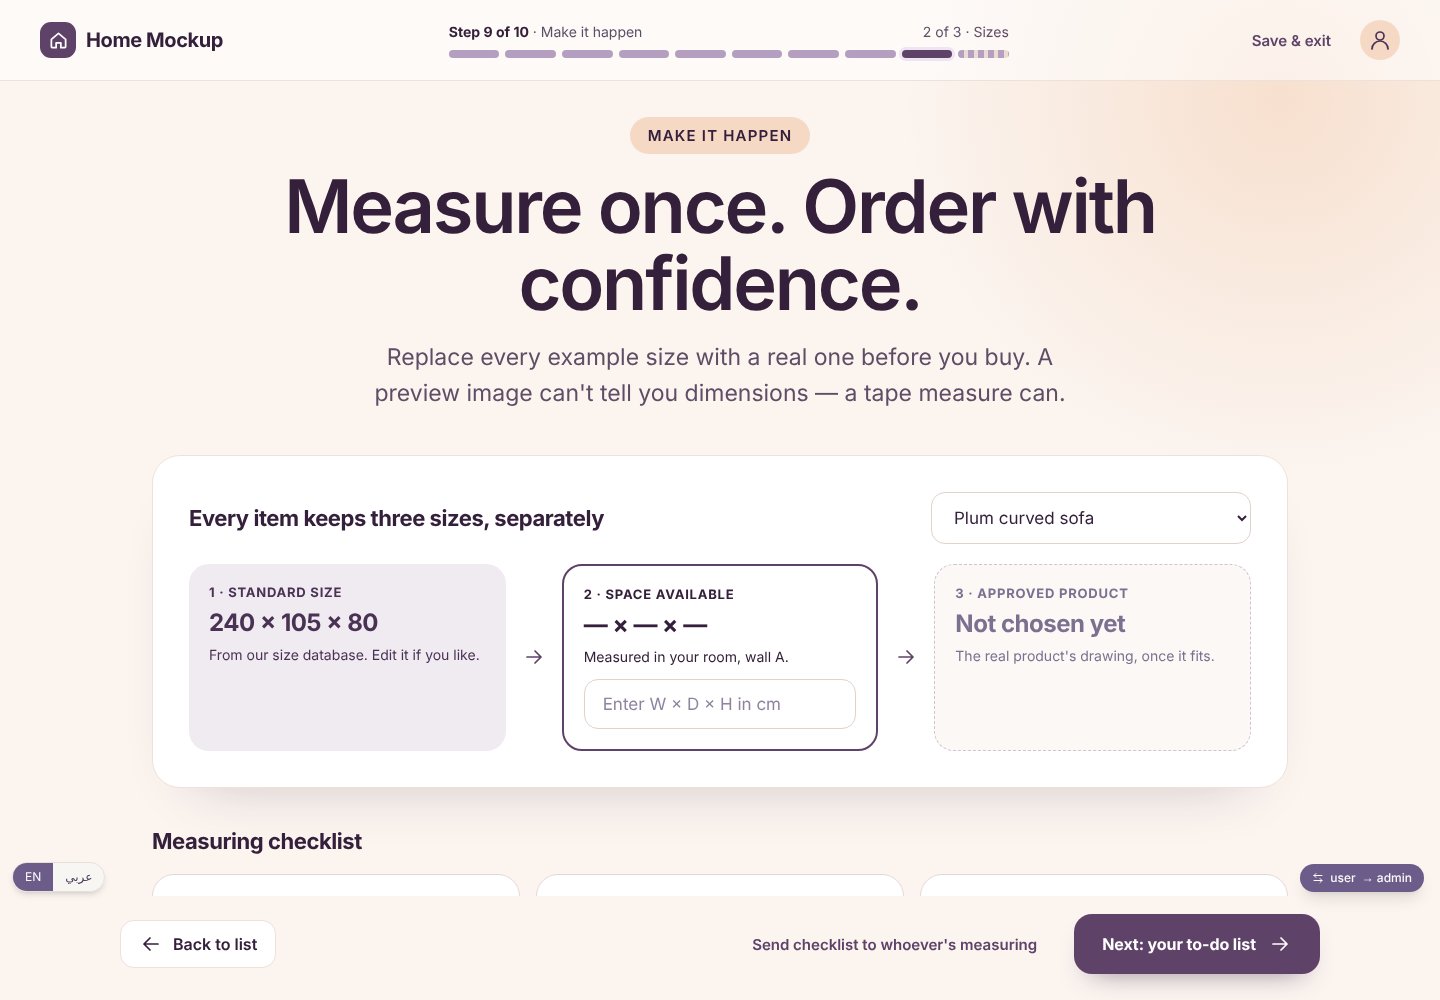 Home Mockup
Step 9 of 10 · Make it happen
2 of 3 · Sizes
Save & exit
MAKE IT HAPPEN
Measure once. Order with
confidence.
Replace every example size with a real one before you buy. A
preview image can't tell you dimensions — a tape measure can.
Every item keeps three sizes, separately
Plum curved sofa
1 · STANDARD SIZE
240 × 105 × 80
From our size database. Edit it if you like.
→
2 · SPACE AVAILABLE
— × — × —
Measured in your room, wall A.
Enter W × D × H in cm
→
3 · APPROVED PRODUCT
Not chosen yet
The real product's drawing, once it fits.
Measuring checklist
EN
عربي
⇆ user → admin
← Back to list
Send checklist to whoever's measuring
Next: your to-do list →